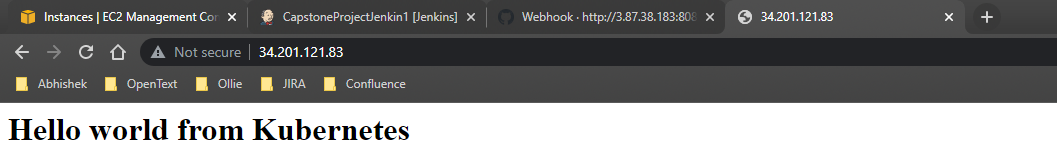 Instances | EC2 Management Con
CapstoneProjectJenkin1 [Jenkins]
Webhook · http://3.87.38.183:808
34.201.121.83
Not secure | 34.201.121.83
Abhishek OpenText Ollie JIRA Confluence
Hello world from Kubernetes